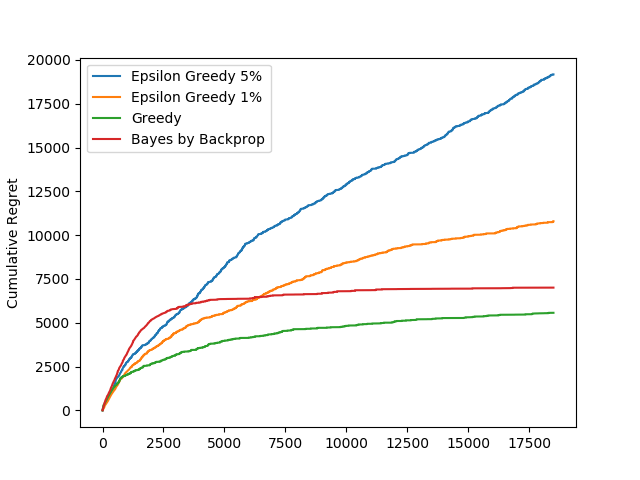 20000
17500
15000
12500
10000
7500
5000
2500
0
Cumulative Regret
Epsilon Greedy 5%
Epsilon Greedy 1%
Greedy
Bayes by Backprop
0 2500 5000 7500 10000 12500 15000 17500